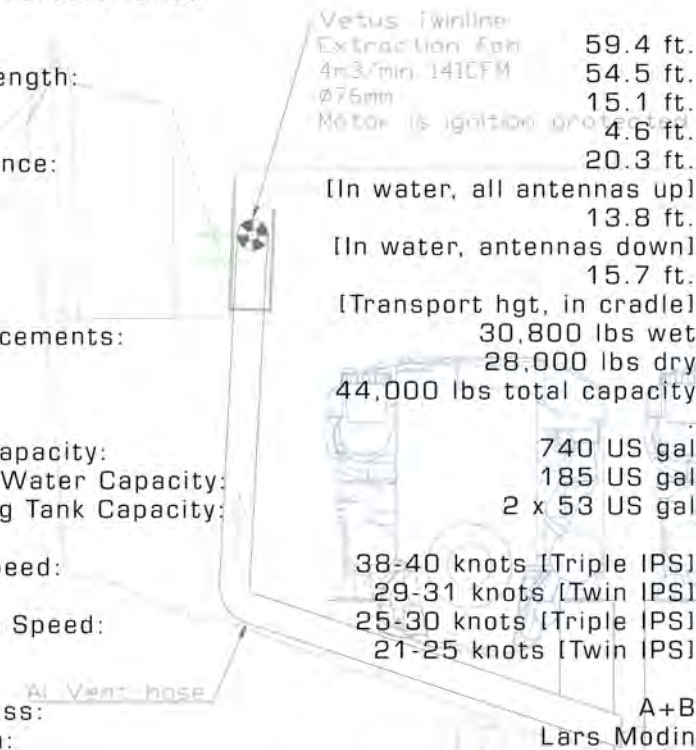 Vetus Twinline
Extraction Fan 59.4 ft.
ength: 4m3/min 141CFM 54.5 ft.
Ø76mm 15.1 ft.
Motor is ignition protected 4.6 ft.
nce: 20.3 ft.
[In water, all antennas up]
13.8 ft.
[In water, antennas down]
15.7 ft.
[Transport hgt, in cradle]
cements: 30,800 lbs wet
28,000 lbs dry
44,000 lbs total capacity
.
apacity: 740 US gal
Water Capacity: 185 US gal
g Tank Capacity: 2 x 53 US gal
eed: 38-40 knots [Triple IPS]
29-31 knots [Twin IPS]
Speed: 25-30 knots [Triple IPS]
21-25 knots [Twin IPS]
Al Vent hose
ss: A+B
: Lars Modin